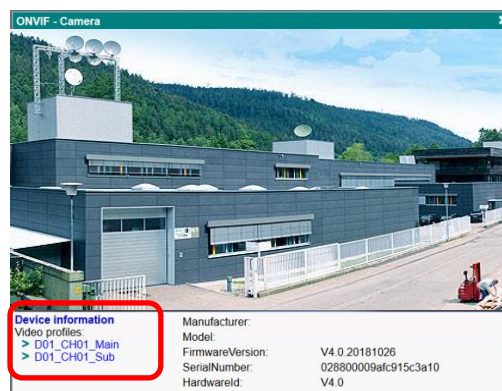 ONVIF - Camera
Device information
Video profiles:
> D01_CH01_Main
> D01_CH01_Sub
Manufacturer:
Model:
FirmwareVersion: V4.0.20181026
SerialNumber: 028800009afc915c3a10
HardwareId: V4.0